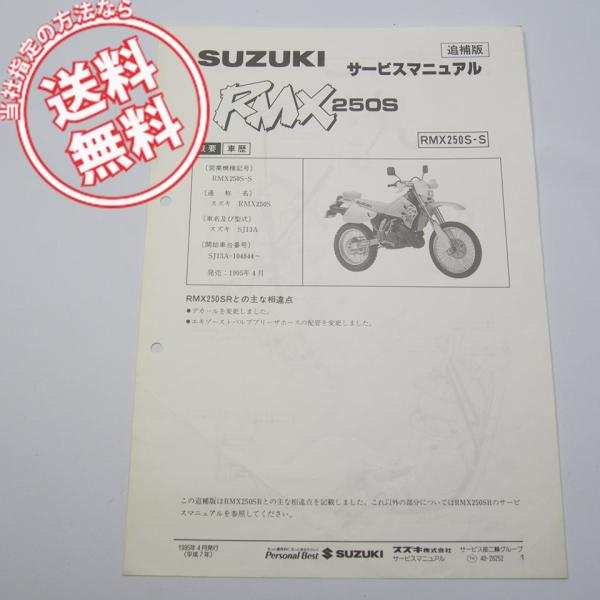 当社指定の方法なら
送料
無料
SUZUKI
追補版
サービスマニュアル
RMX250S
RMX250S-S
概要 車歴
〔営業機種記号〕
RMX250S-S
〔通　称　名〕
スズキ　RMX250S
〔車名及び型式〕
スズキ　SJ13A
〔開始車台番号〕
SJ13A-104844～
発売：1995年4月
RMX250SRとの主な相違点
●デカールを変更しました。
●エキゾーストバルブブリーザホースの配管を変更しました。
この追補版はRMX250SRとの主な相違点を記載しました。これ以外の部分についてはRMX250SRのサービ
スマニュアルを参照してください。
1995年4月発行
(平成7年)
Personal Best
SUZUKI
スズキ株式会社
サービスマニュアル
サービス部二輪グループ
40-26252
1